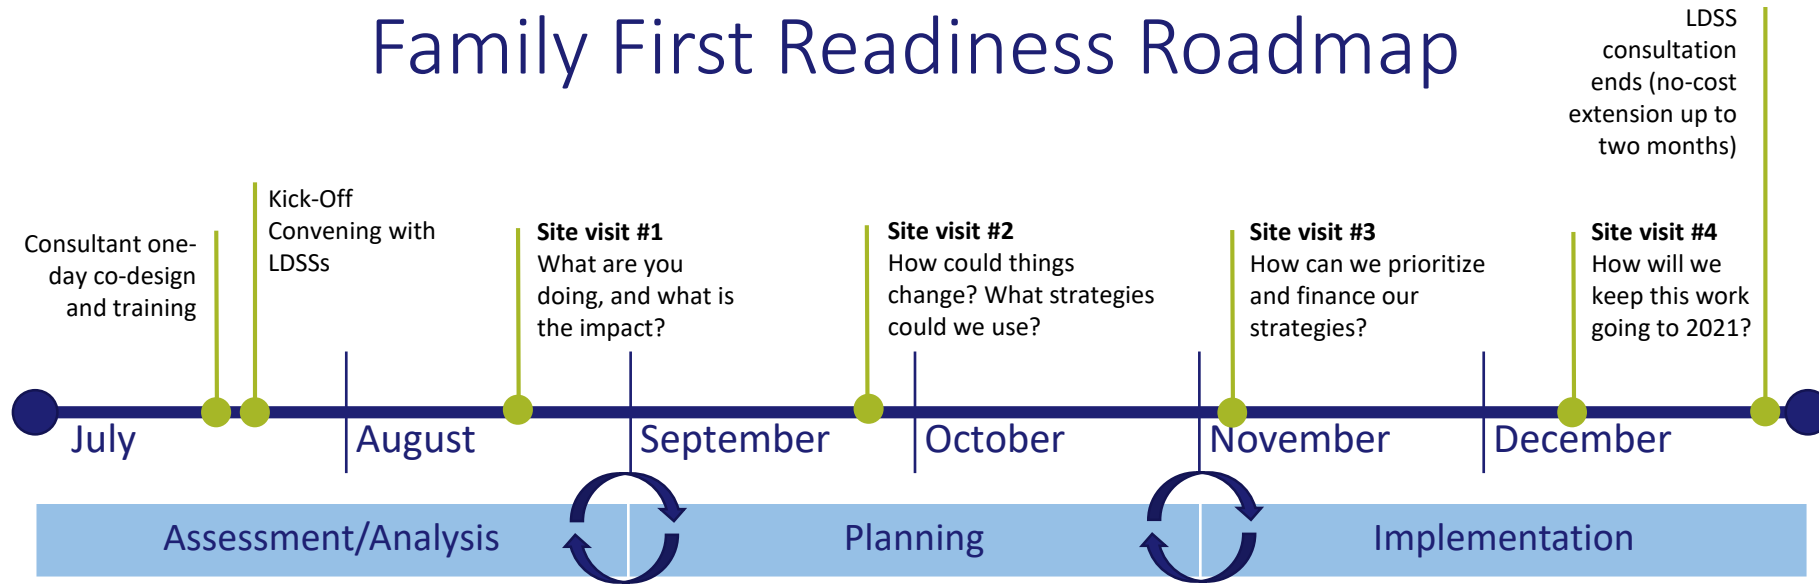 Family First Readiness Roadmap
LDSS
consultation
ends (no-cost
extension up to
two months)
Consultant one-
day co-design
and training
Kick-Off
Convening with
LDSSs
Site visit #1
What are you
doing, and what is
the impact?
Site visit #2
How could things
change? What strategies
could we use?
Site visit #3
How can we prioritize
and finance our
strategies?
Site visit #4
How will we
keep this work
going to 2021?
July
August
September
October
November
December
Assessment/Analysis
Planning
Implementation